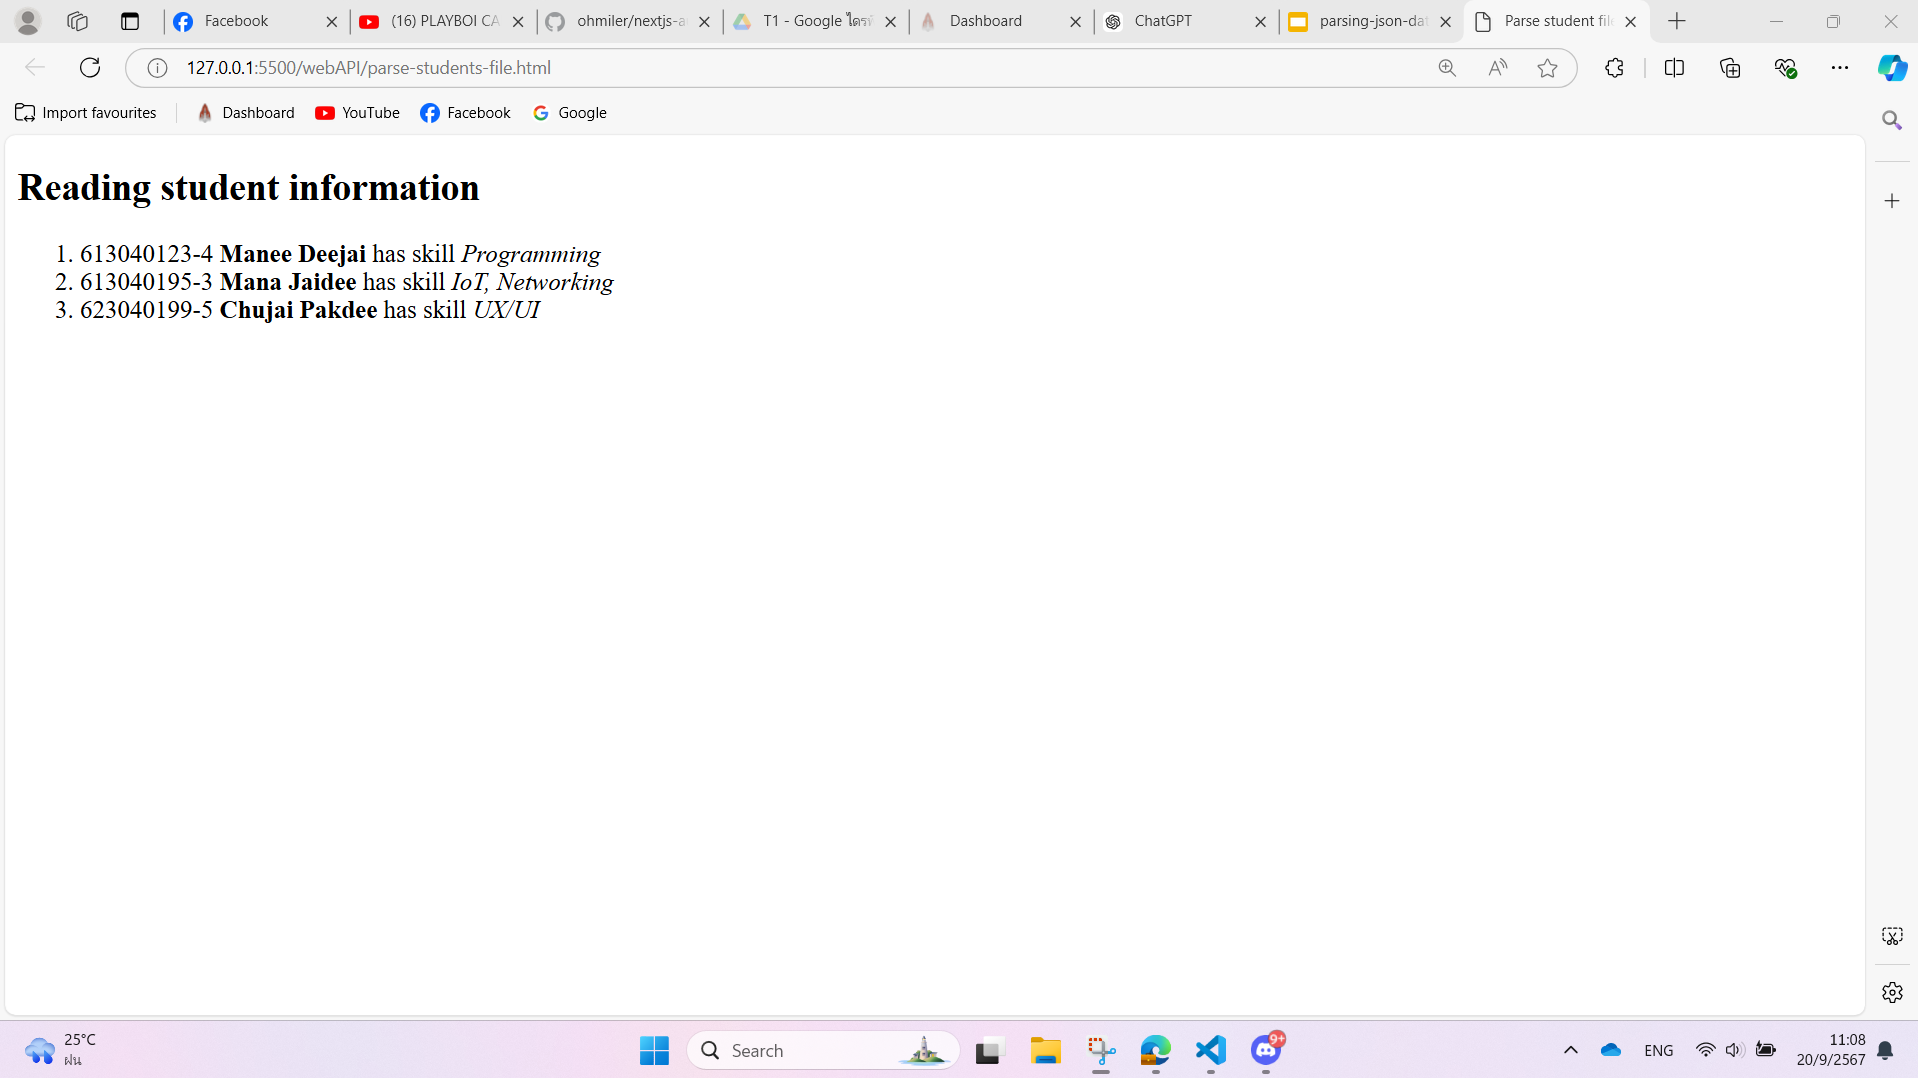 Facebook
(16) PLAYBOI CA
ohmiler/nextjs-a
T1 - Google ไดรฟ์
Dashboard
ChatGPT
parsing-json-dat
Parse student file
127.0.0.1:5500/webAPI/parse-students-file.html
Import favourites
Dashboard
YouTube
Facebook
Google
Reading student information
1. 613040123-4 Manee Deejai has skill Programming
2. 613040195-3 Mana Jaidee has skill IoT, Networking
3. 623040199-5 Chujai Pakdee has skill UX/UI
25°C
ฝน
Search
9+
ENG
11:08
20/9/2567